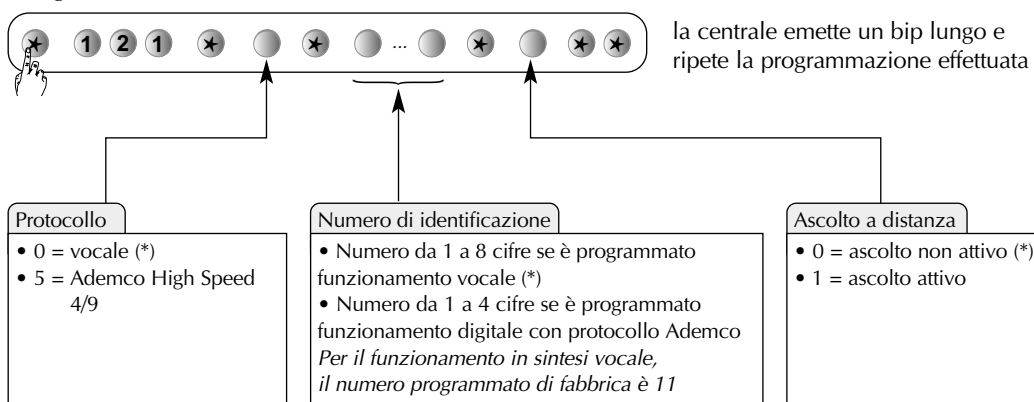 * 1 2 1 * * ... * * *
la centrale emette un bip lungo e
ripete la programmazione effettuata
Protocollo
• 0 = vocale (*)
• 5 = Ademco High Speed
4/9
Numero di identificazione
• Numero da 1 a 8 cifre se è programmato
funzionamento vocale (*)
• Numero da 1 a 4 cifre se è programmato
funzionamento digitale con protocollo Ademco
Per il funzionamento in sintesi vocale,
il numero programmato di fabbrica è 11
Ascolto a distanza
• 0 = ascolto non attivo (*)
• 1 = ascolto attivo